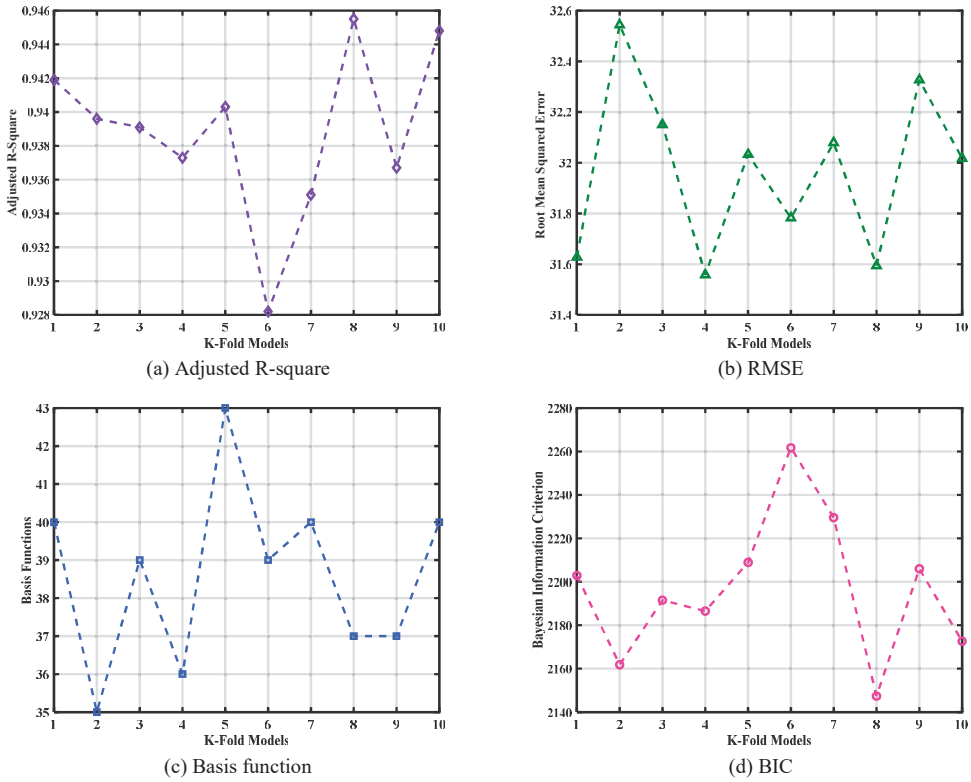 0.946
0.944
0.942
0.94
0.938
0.936
0.934
0.932
0.93
0.928
Adjusted R-Square
1 2 3 4 5 6 7 8 9 10
K-Fold Models
(a) Adjusted R-square
32.6
32.4
32.2
32
31.8
31.6
31.4
Root Mean Squared Error
1 2 3 4 5 6 7 8 9 10
K-Fold Models
(b) RMSE
43
42
41
40
39
38
37
36
35
Basis Functions
1 2 3 4 5 6 7 8 9 10
K-Fold Models
(c) Basis function
2280
2260
2240
2220
2200
2180
2160
2140
Bayesian Information Criterion
1 2 3 4 5 6 7 8 9 10
K-Fold Models
(d) BIC